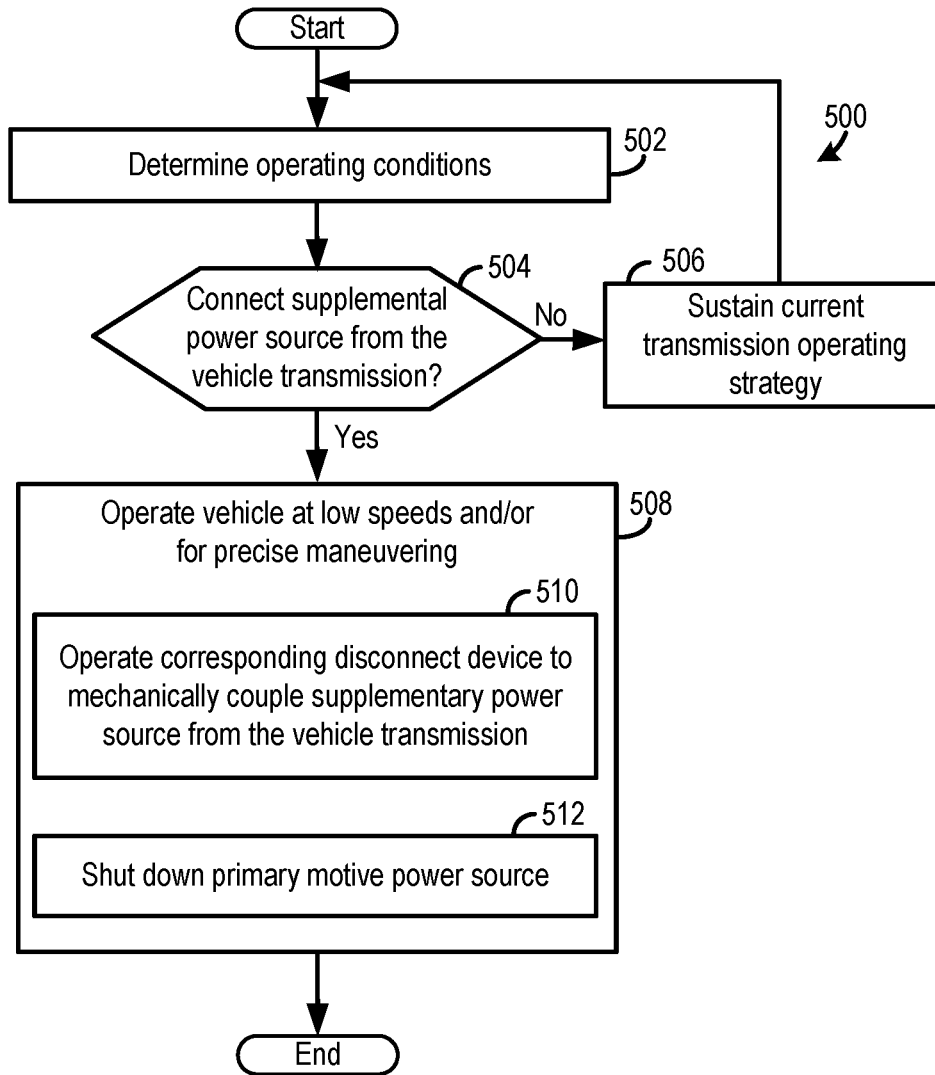 Start
500
502
Determine operating conditions
504
506
Connect supplemental
power source from the
vehicle transmission?
No
Sustain current
transmission operating
strategy
Yes
508
Operate vehicle at low speeds and/or
for precise maneuvering
510
Operate corresponding disconnect device to
mechanically couple supplementary power
source from the vehicle transmission
512
Shut down primary motive power source
End